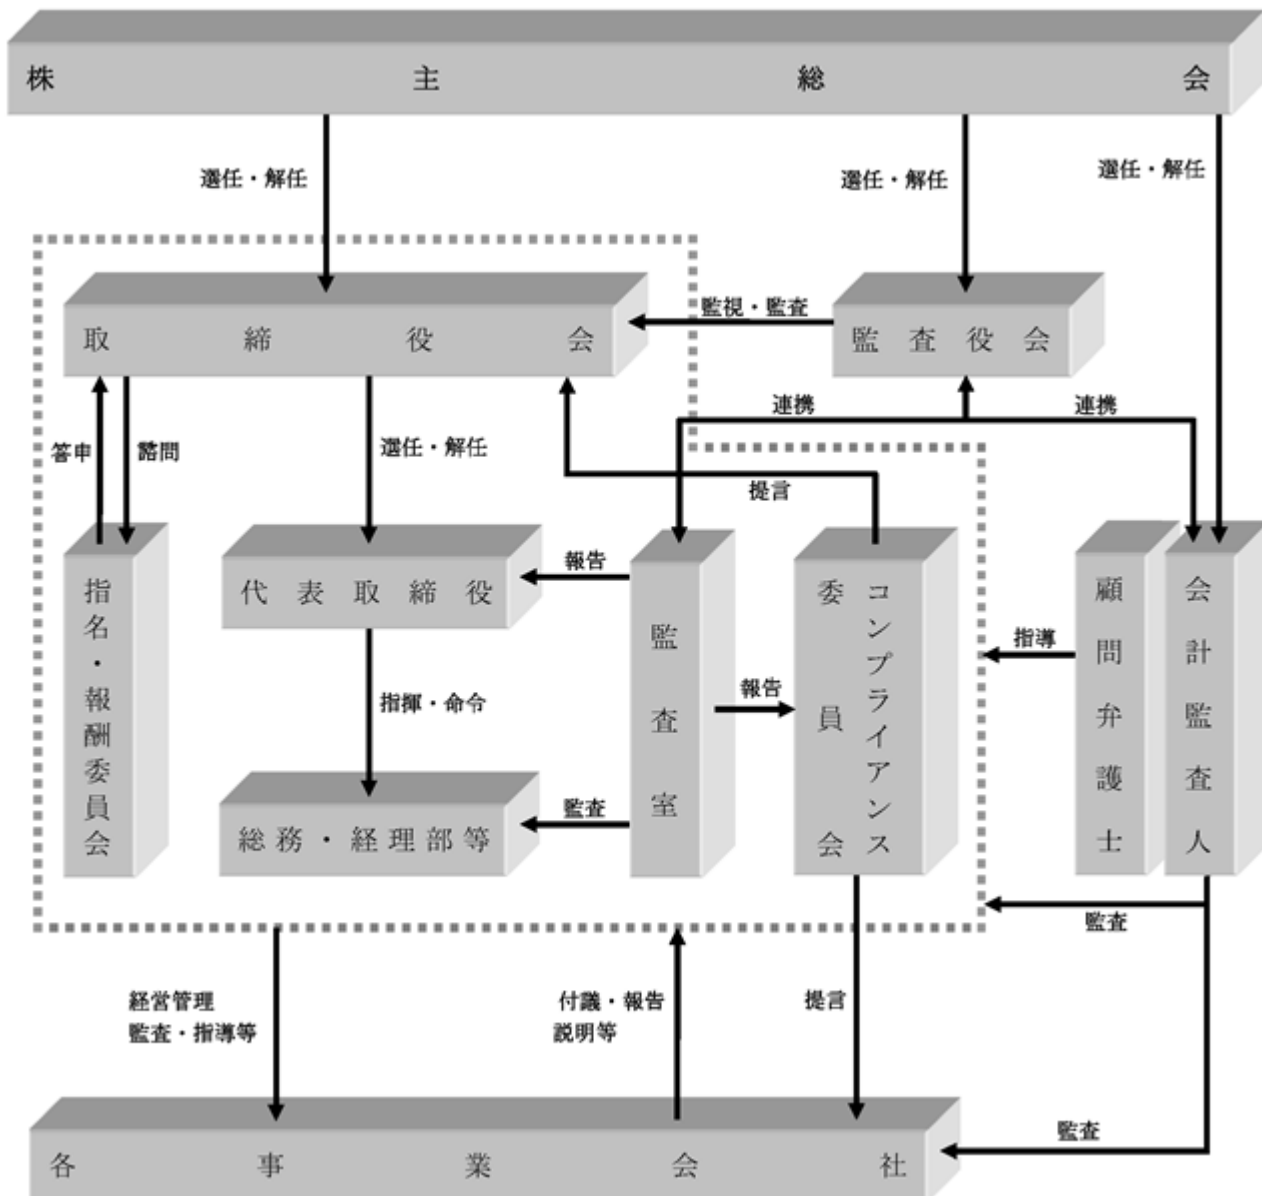 株主総会
選任・解任
選任・解任
選任・解任
取締役会
監視・監査
監査役会
連携
連携
答申
諮問
選任・解任
提言
指名・報酬委員会
代表取締役
報告
監査室
報告
コンプライアンス
委員会
顧問弁護士
会計監査人
指導
指揮・命令
総務・経理部等
監査
監査
経営管理
監査・指導等
付議・報告
説明等
提言
監査
各事業会社